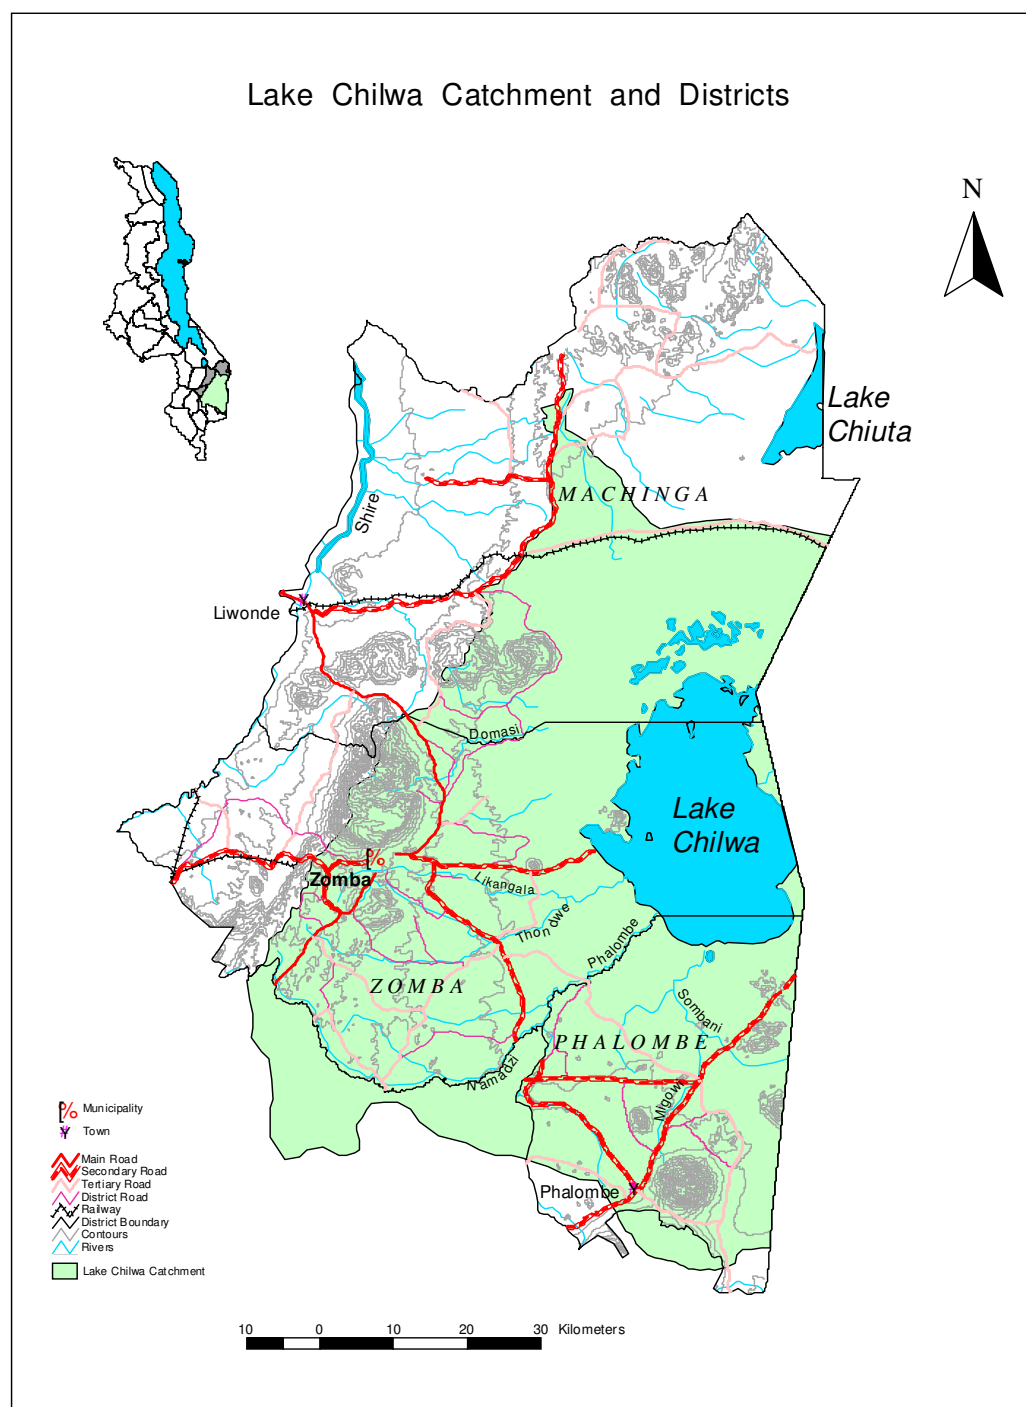 Lake Chilwa Catchment and Districts
N
Lake
Chiuta
MACHINGA
Shire
Liwonde
Domasi
Lake
Chilwa
Zomba
Likangala
Thondwe
Phalombe
ZOMBA
Sombani
PHALOMBE
Namadzi
Migowi
Phalombe
Municipality
Town
Main Road
Secondary Road
Tertiary Road
District Road
Railway
District Boundary
Contours
Rivers
Lake Chilwa Catchment
10 0 10 20 30 Kilometers